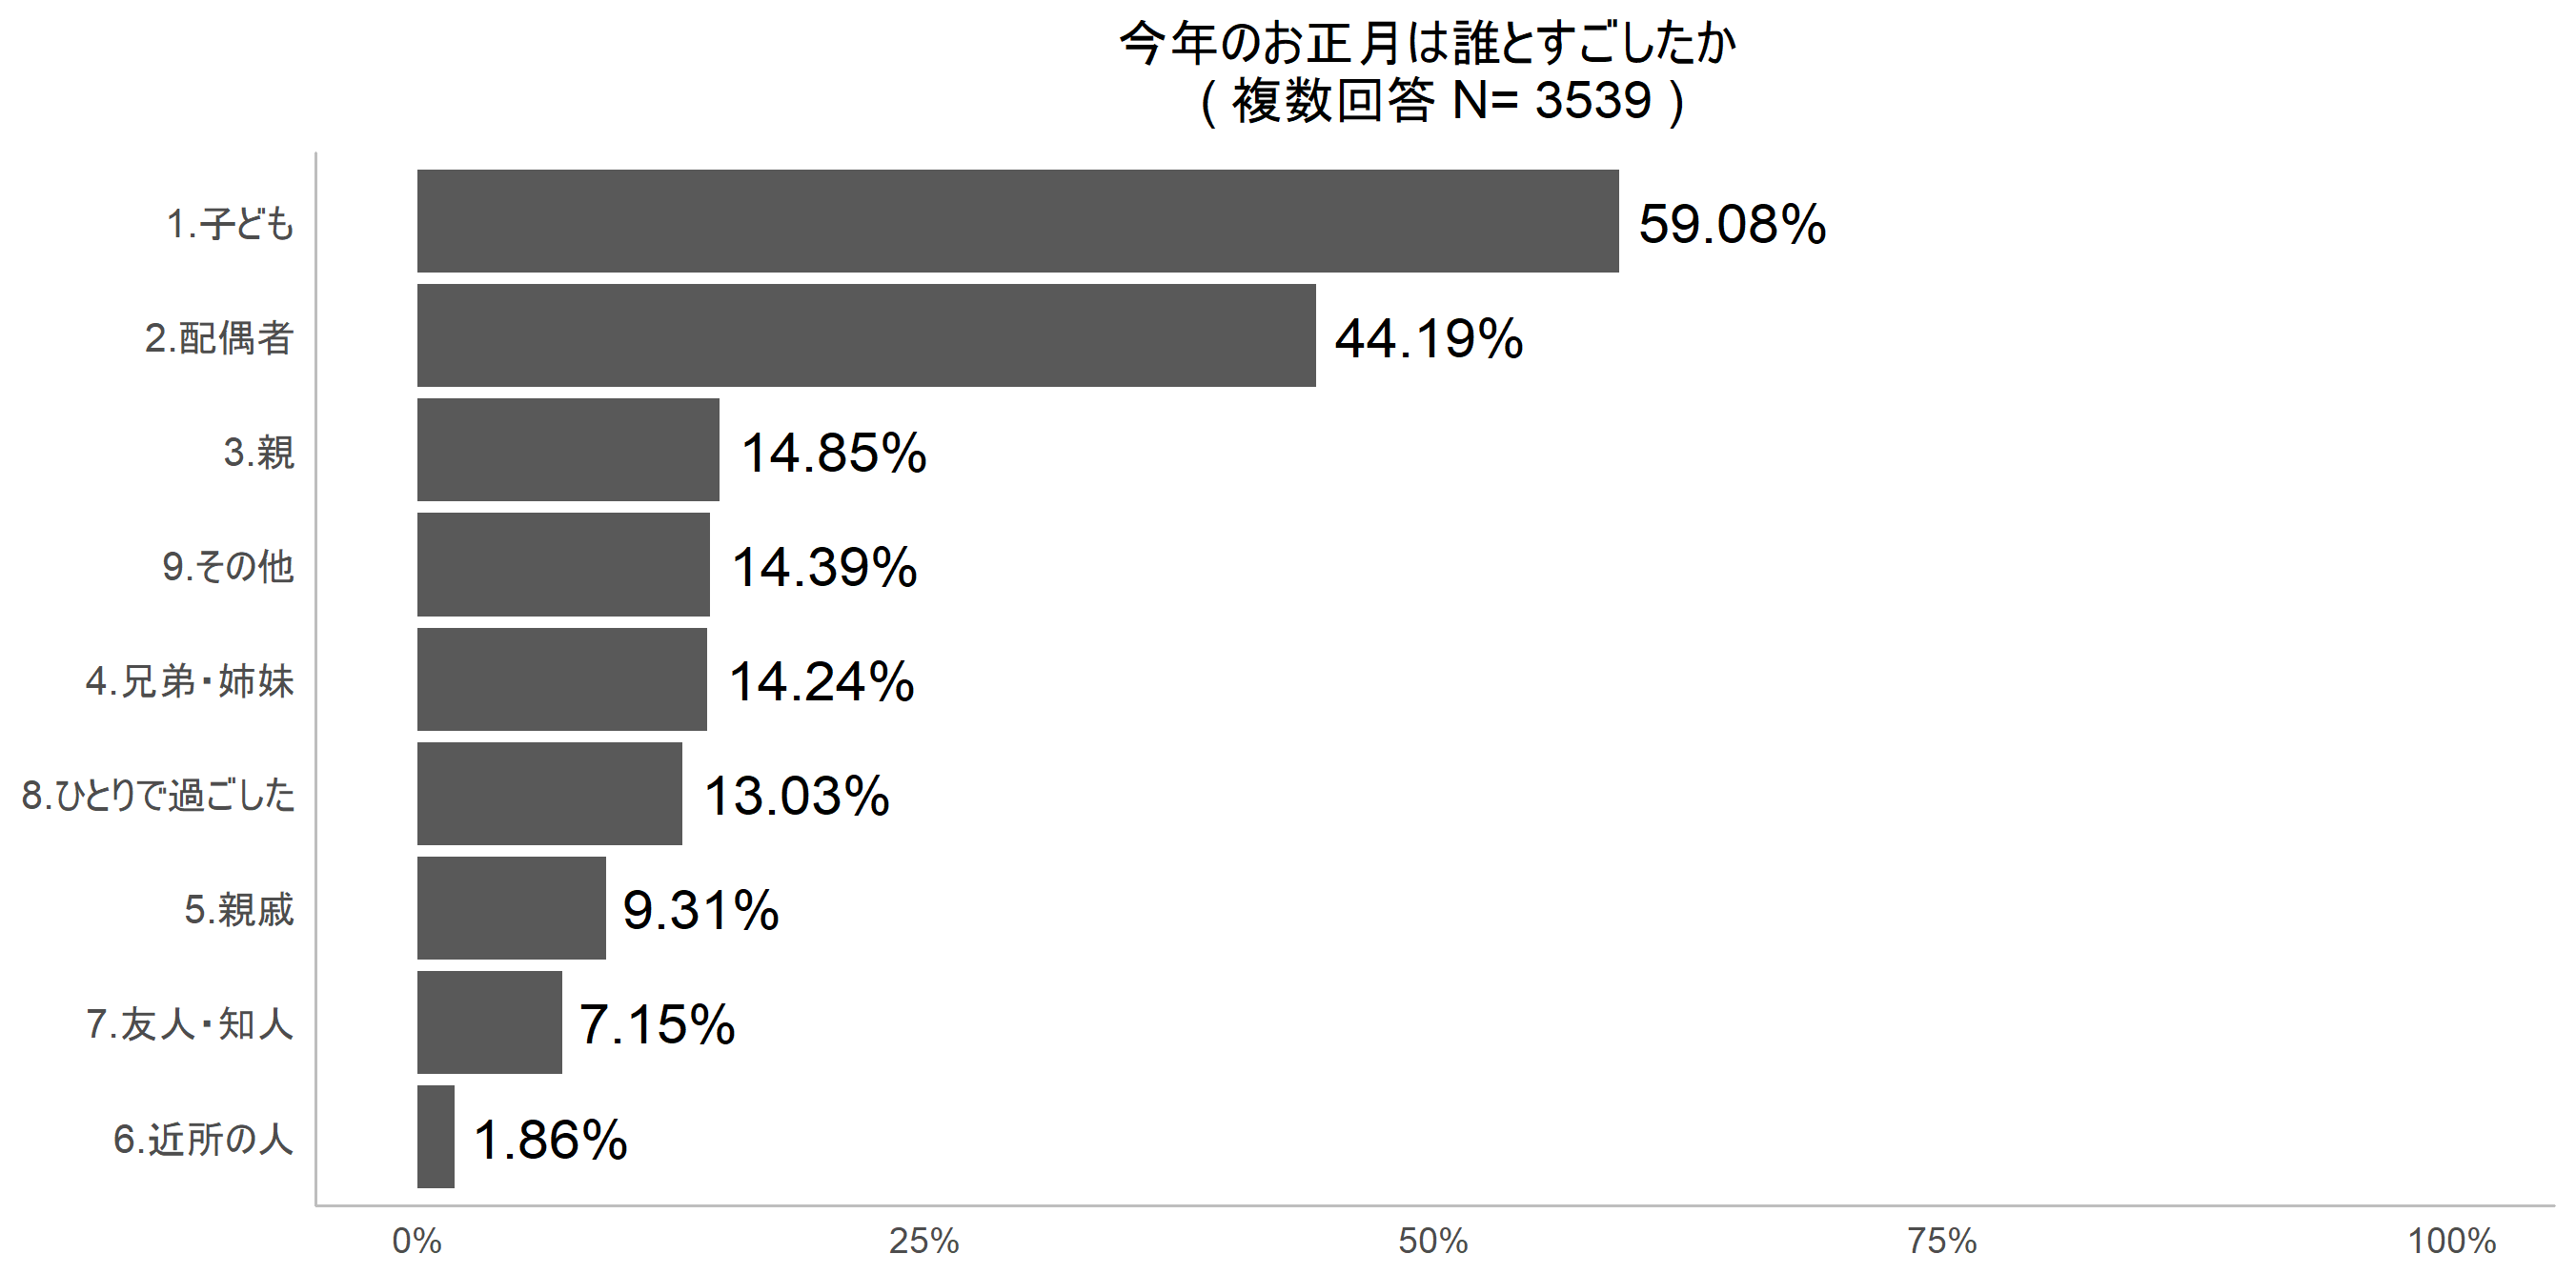 今年のお正月は誰とすごしたか
( 複数回答 N= 3539 )
1.子ども 59.08%
2.配偶者 44.19%
3.親 14.85%
9.その他 14.39%
4.兄弟・姉妹 14.24%
8.ひとりで過ごした 13.03%
5.親戚 9.31%
7.友人・知人 7.15%
6.近所の人 1.86%
0% 25% 50% 75% 100%